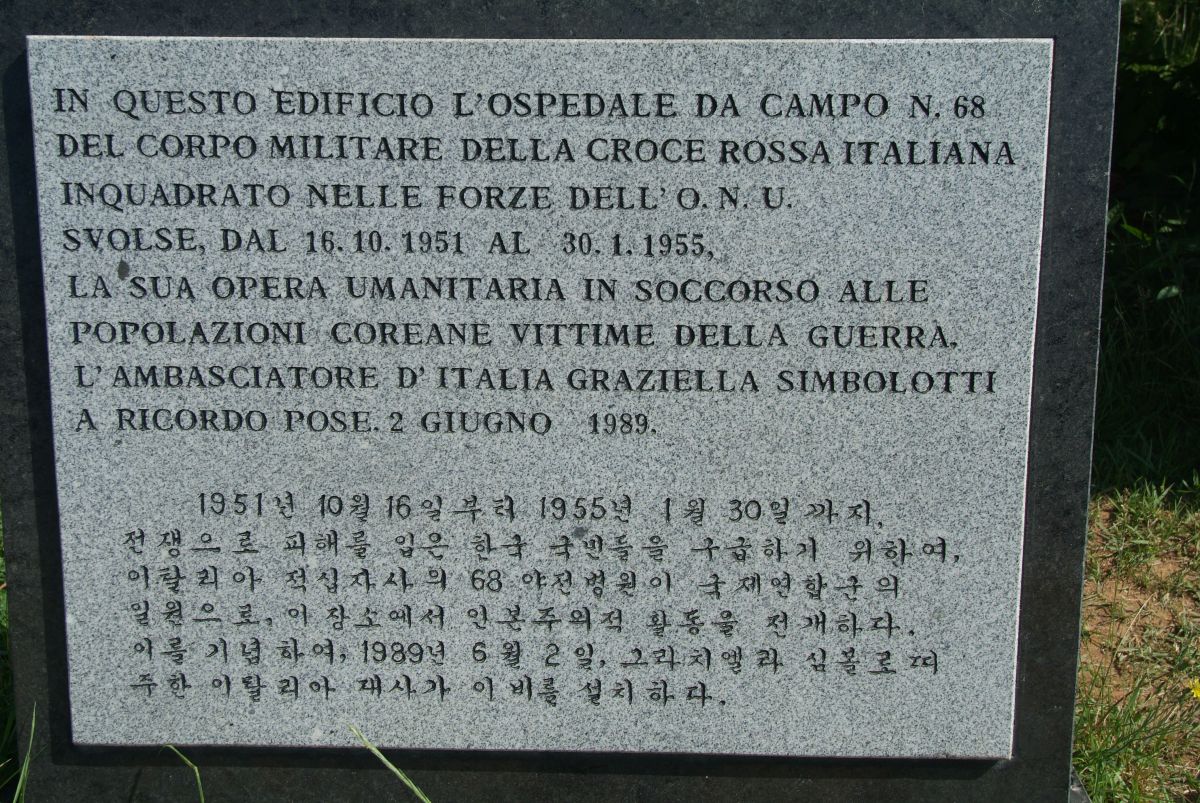 IN QUESTO EDIFICIO L'OSPEDALE DA CAMPO N. 68
DEL CORPO MILITARE DELLA CROCE ROSSA ITALIANA
INQUADRATO NELLE FORZE DELL' O. N. U.
SVOLSE, DAL 16. 10. 1951 AL 30. 1. 1955,
LA SUA OPERA UMANITARIA IN SOCCORSO ALLE
POPOLAZIONI COREANE VITTIME DELLA GUERRA.
L' AMBASCIATORE D' ITALIA GRAZIELLA SIMBOLOTTI
A RICORDO POSE. 2 GIUGNO 1989.
1951년 10월 16일부터 1955년 1월 30일까지,
전쟁으로 피해를 입은 한국 국민들을 구급하기 위하여,
이탈리아 적십자사의 68 야전병원이 국제연합군의
일원으로, 이 장소에서 인본주의적 활동을 전개하다.
이를 기념하여, 1989년 6월 2일, 그라치엘라 심볼로띠
주한 이탈리아 대사가 이 비를 설치하다.